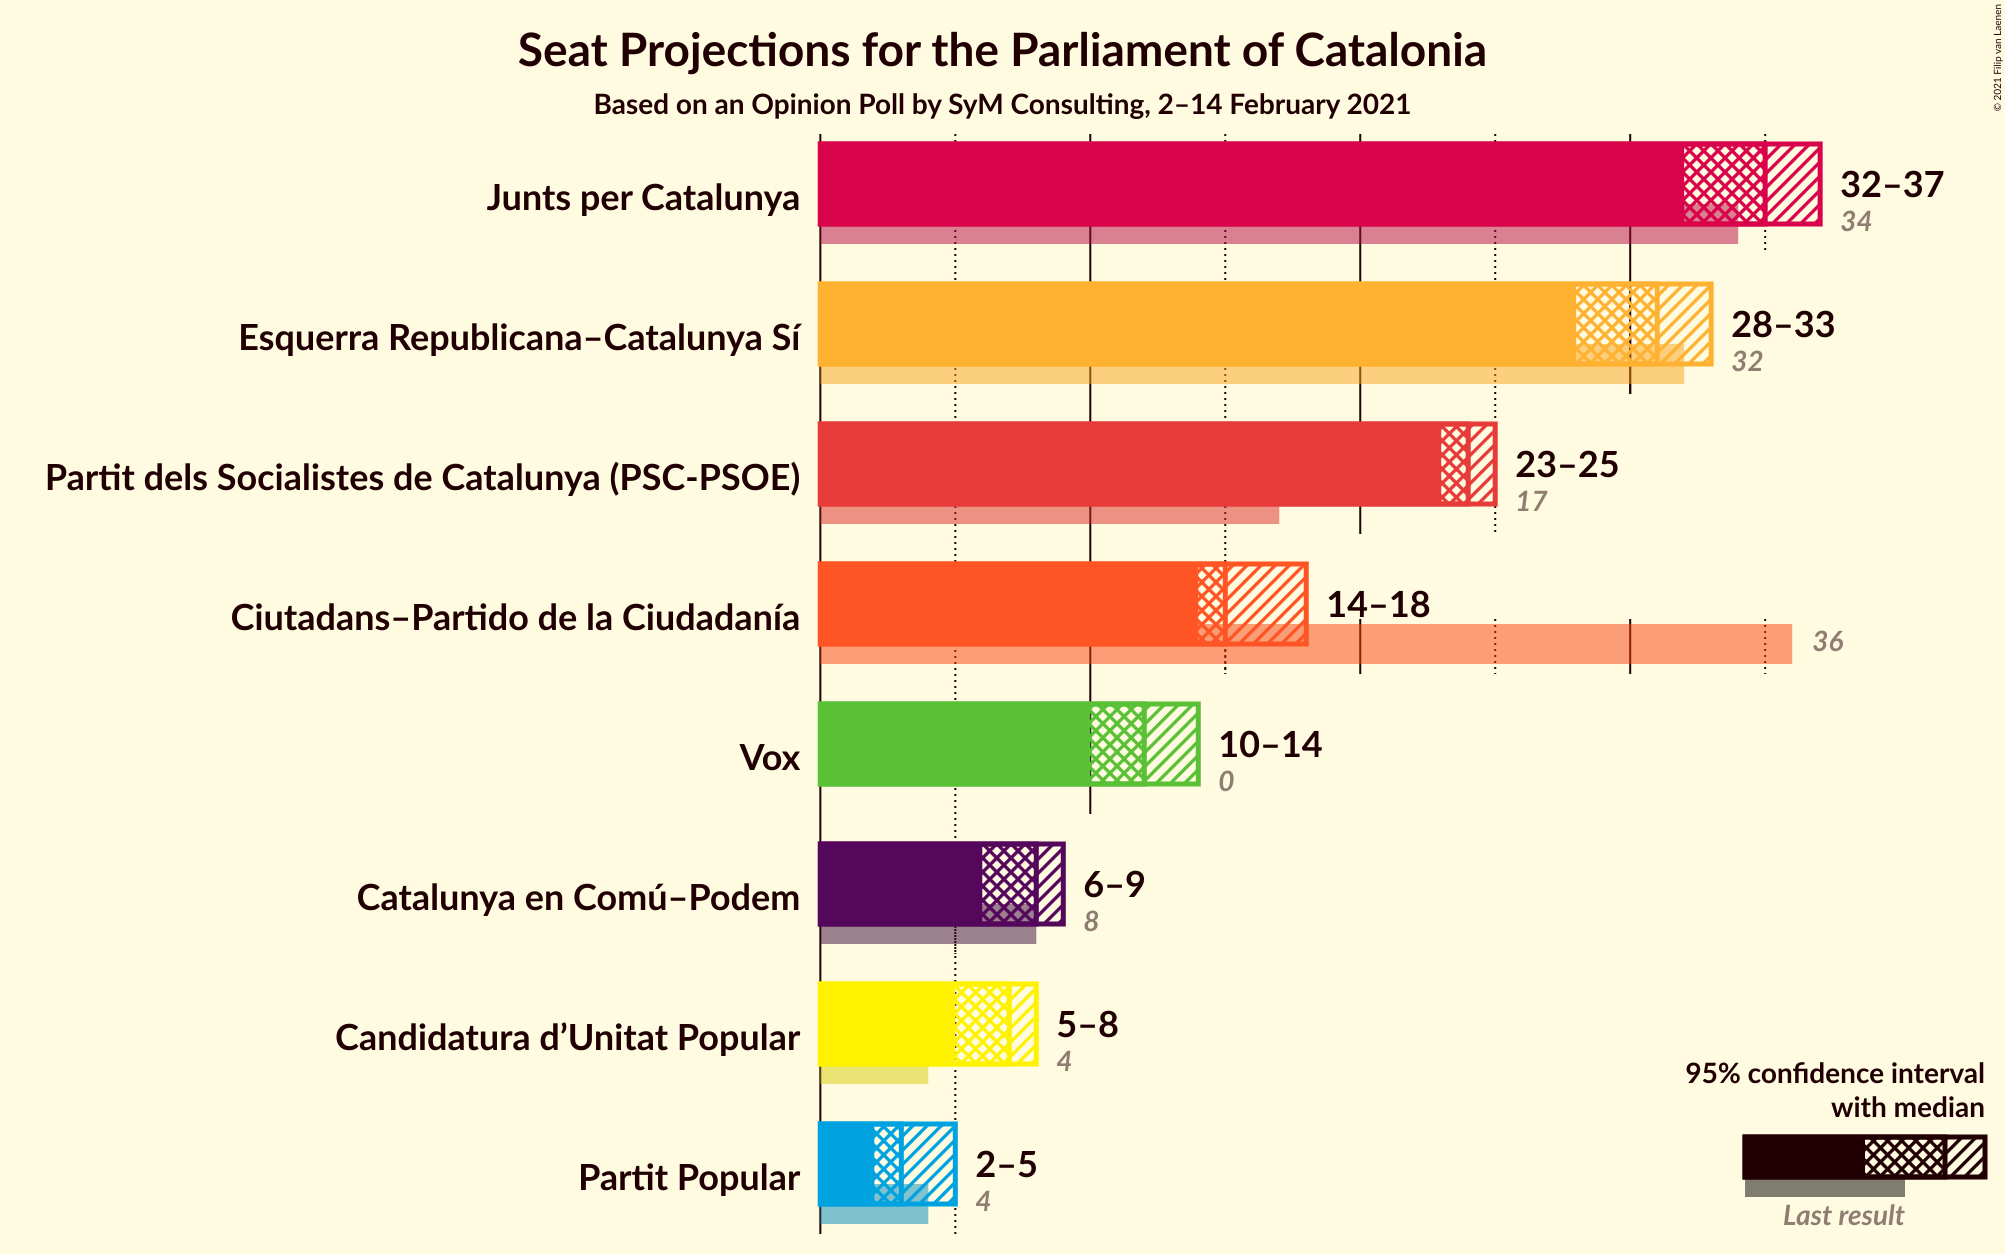 Seat Projections for the Parliament of Catalonia
Based on an Opinion Poll by SyM Consulting, 2–14 February 2021
© 2021 Filip van Laenen
Junts per Catalunya
32–37
34
Esquerra Republicana–Catalunya Sí
28–33
32
Partit dels Socialistes de Catalunya (PSC-PSOE)
23–25
17
Ciutadans–Partido de la Ciudadanía
14–18
36
Vox
10–14
0
Catalunya en Comú–Podem
6–9
8
Candidatura d’Unitat Popular
5–8
4
Partit Popular
2–5
4
95% confidence interval
with median
Last result